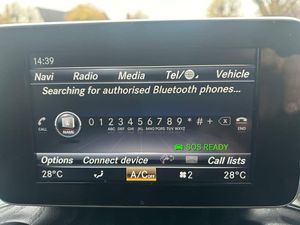 14:39
Navi Radio Media Tel/ Vehicle
Searching for authorised Bluetooth phones...
0 1 2 3 4 5 6 7 8 9 * # +
ABC DEF GHI JKL MNO PQRS TUV WXYZ
CALL NAME END
SOS READY
Options Connect device Call lists
28°C A/C OFF 2 28°C